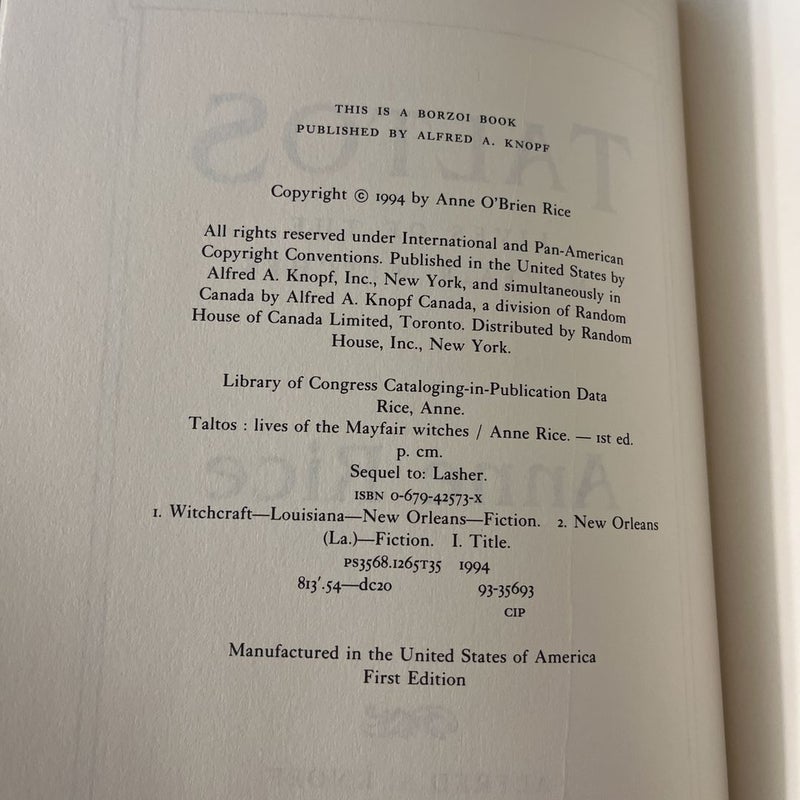 THIS IS A BORZOI BOOK
PUBLISHED BY ALFRED A. KNOPF
Copyright © 1994 by Anne O'Brien Rice
All rights reserved under International and Pan-American
Copyright Conventions. Published in the United States by
Alfred A. Knopf, Inc., New York, and simultaneously in
Canada by Alfred A. Knopf Canada, a division of Random
House of Canada Limited, Toronto. Distributed by Random
House, Inc., New York.
Library of Congress Cataloging-in-Publication Data
Rice, Anne.
Taltos : lives of the Mayfair witches / Anne Rice. — 1st ed.
p. cm.
Sequel to: Lasher.
ISBN 0-679-42573-X
1. Witchcraft—Louisiana—New Orleans—Fiction. 2. New Orleans
(La.)—Fiction. I. Title.
PS3568.I265T35 1994
813'.54—dc20 93-35693
CIP
Manufactured in the United States of America
First Edition